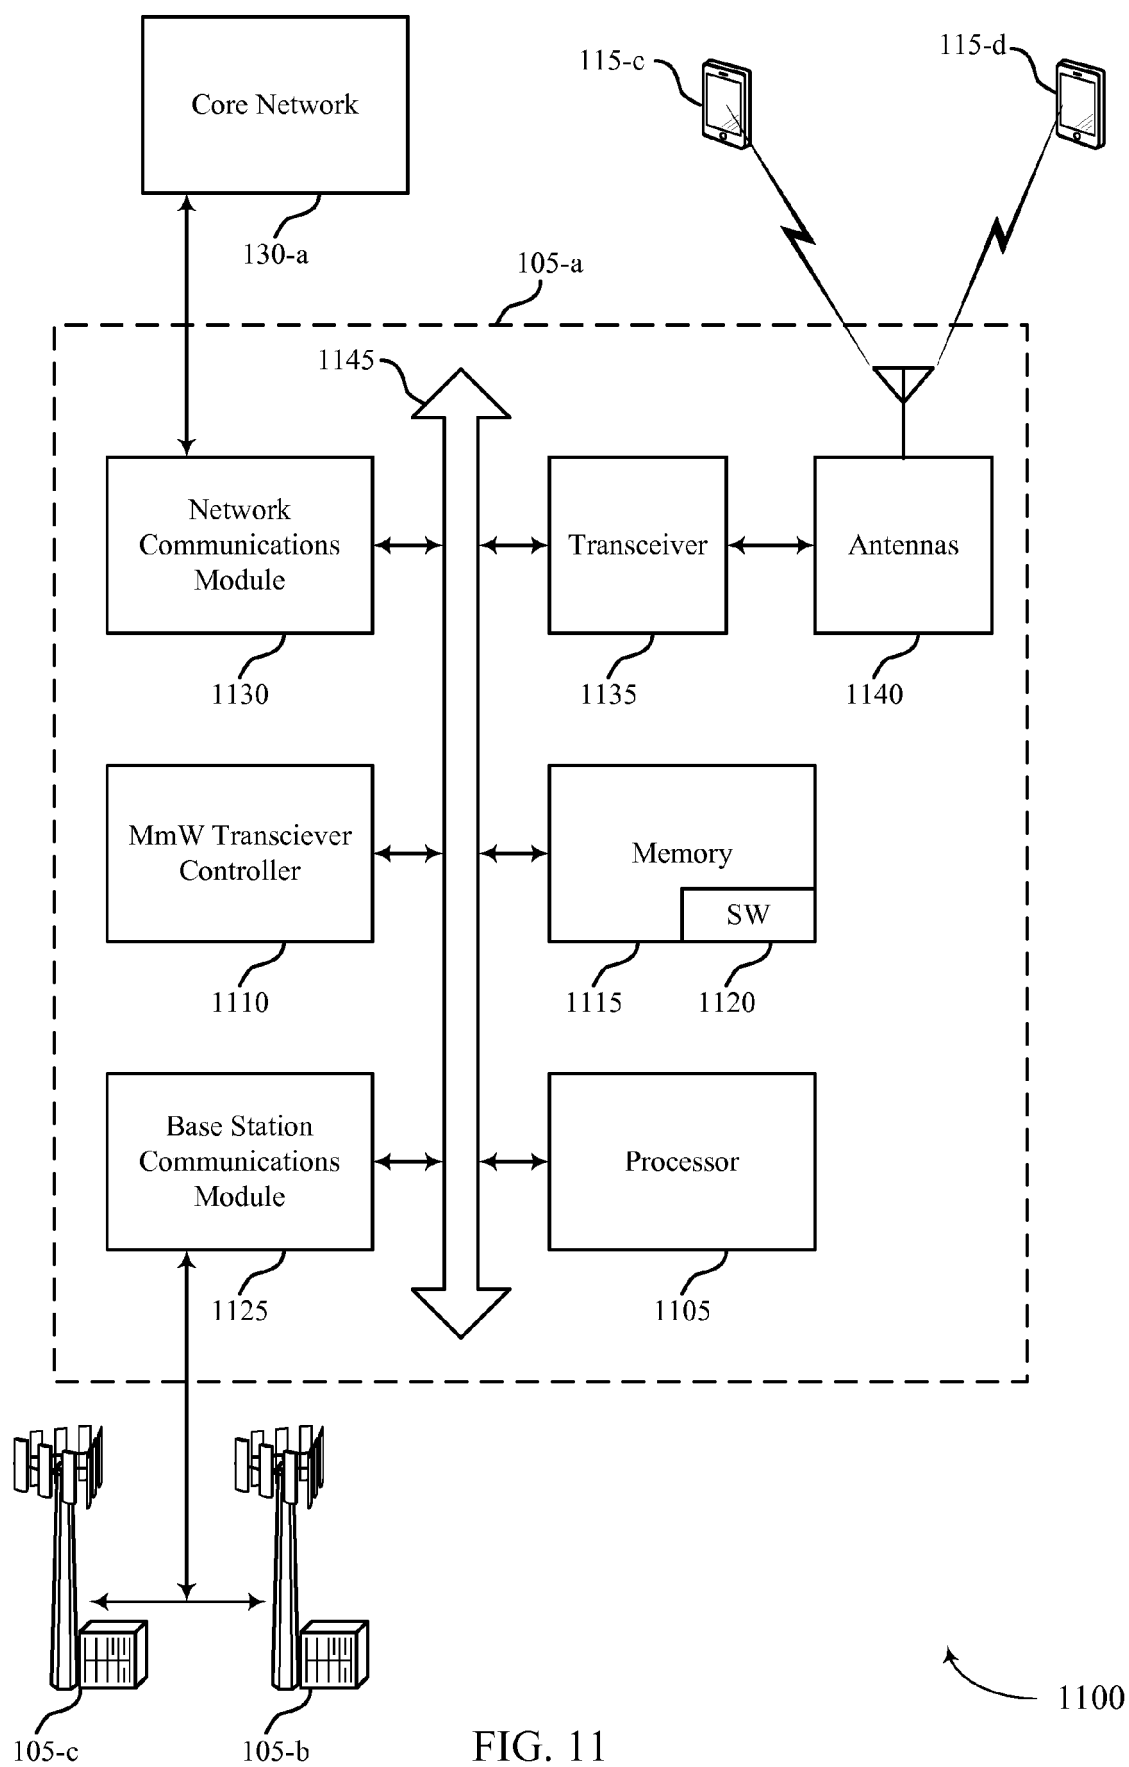 Core Network
130-a
115-c
115-d
105-a
1145
Network
Communications
Module
1130
Transceiver
1135
Antennas
1140
MmW Transciever
Controller
1110
Memory
SW
1115
1120
Base Station
Communications
Module
1125
Processor
1105
105-c
105-b
1100
FIG. 11